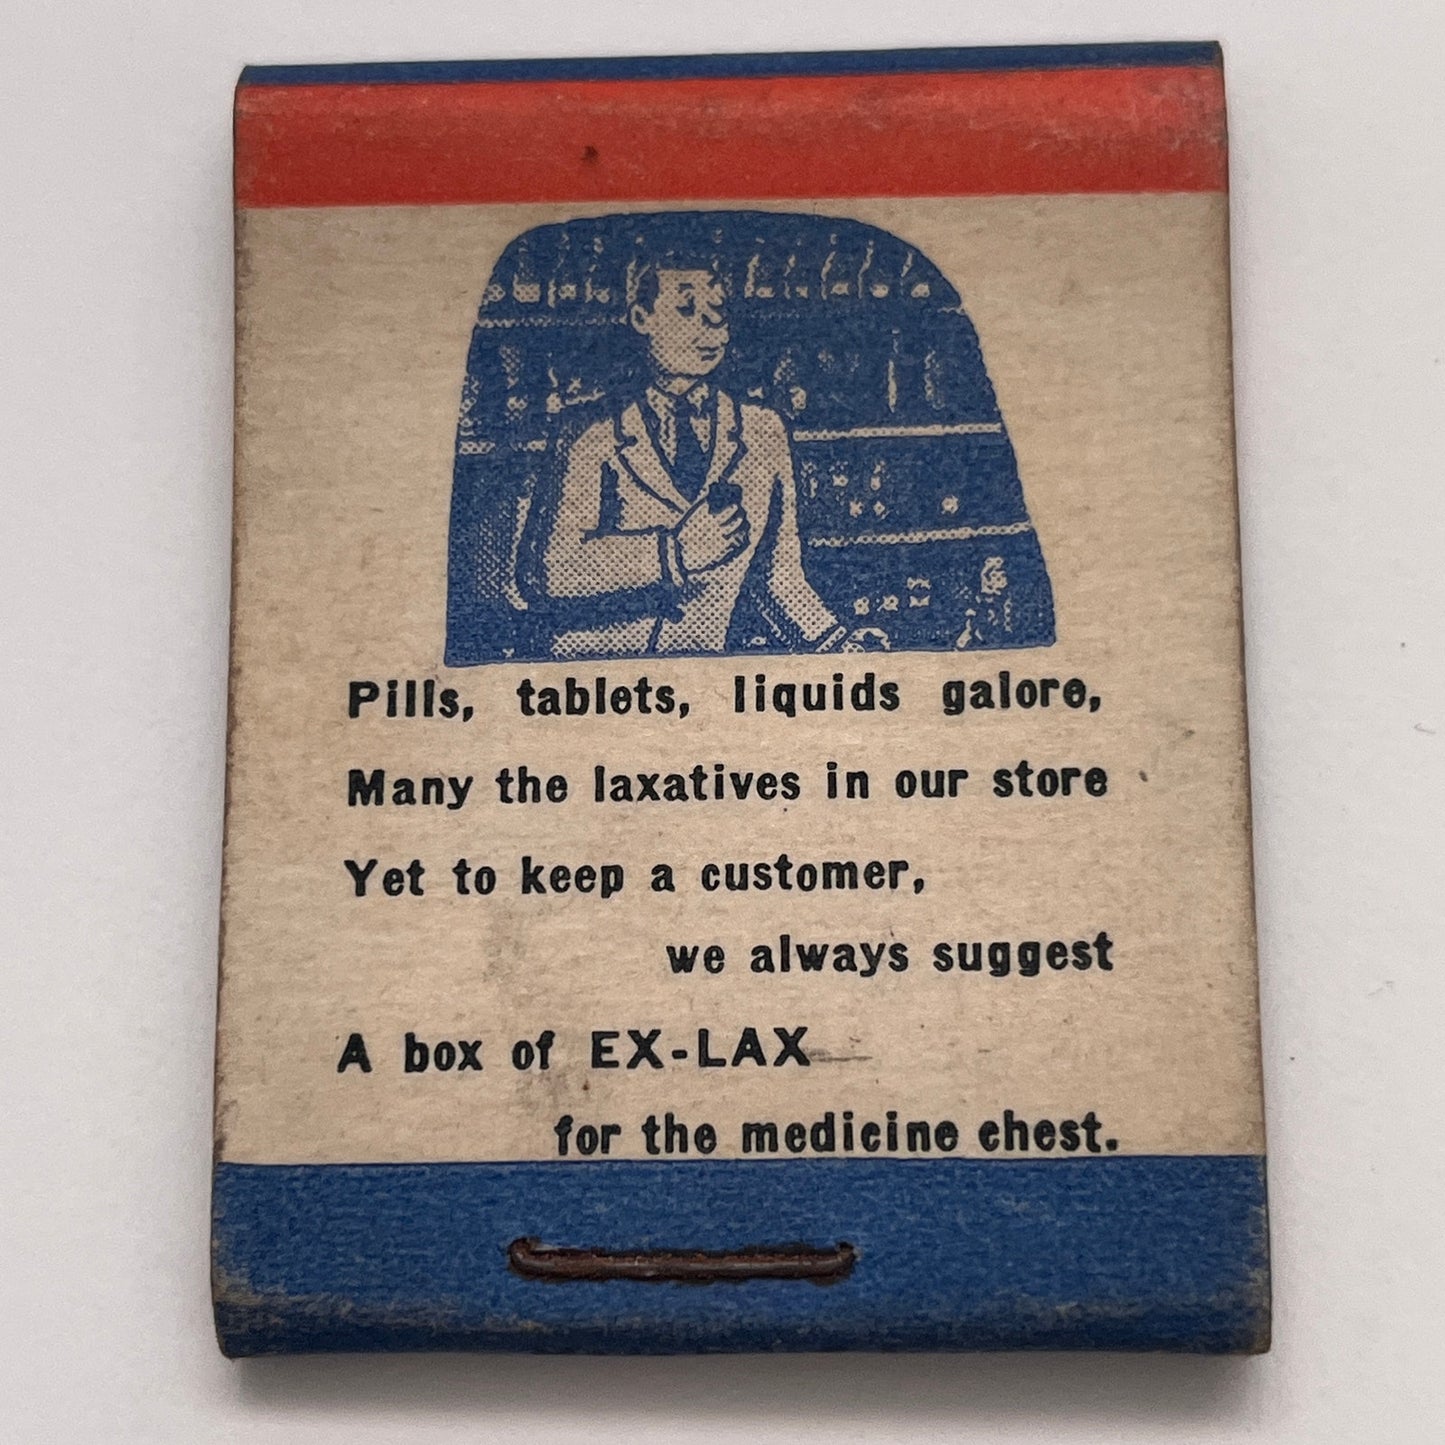 Pills, tablets, liquids galore,
Many the laxatives in our store
Yet to keep a customer,
we always suggest
A box of EX-LAX
for the medicine chest.